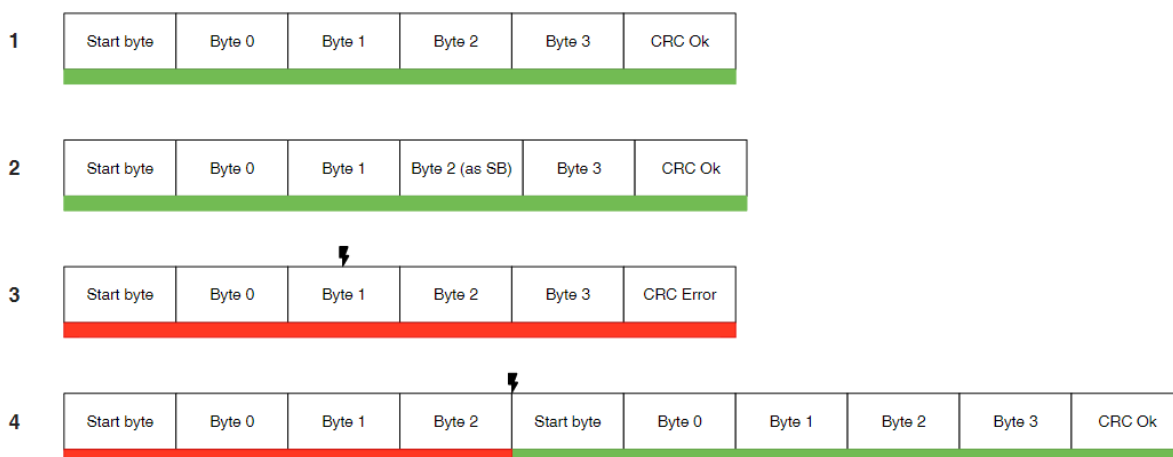 1 Start byte Byte 0 Byte 1 Byte 2 Byte 3 CRC Ok
2 Start byte Byte 0 Byte 1 Byte 2 (as SB) Byte 3 CRC Ok
3 Start byte Byte 0 Byte 1 Byte 2 Byte 3 CRC Error
4 Start byte Byte 0 Byte 1 Byte 2 Start byte Byte 0 Byte 1 Byte 2 Byte 3 CRC Ok